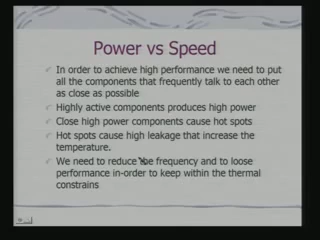 Power vs Speed
In order to achieve high performance we need to put
all the components that frequently talk to each other
as close as possible
Highly active components produces high power
Close high power components cause hot spots
Hot spots cause high leakage that increase the
temperature.
We need to reduce the frequency and to loose
performance in-order to keep within the thermal
constrains